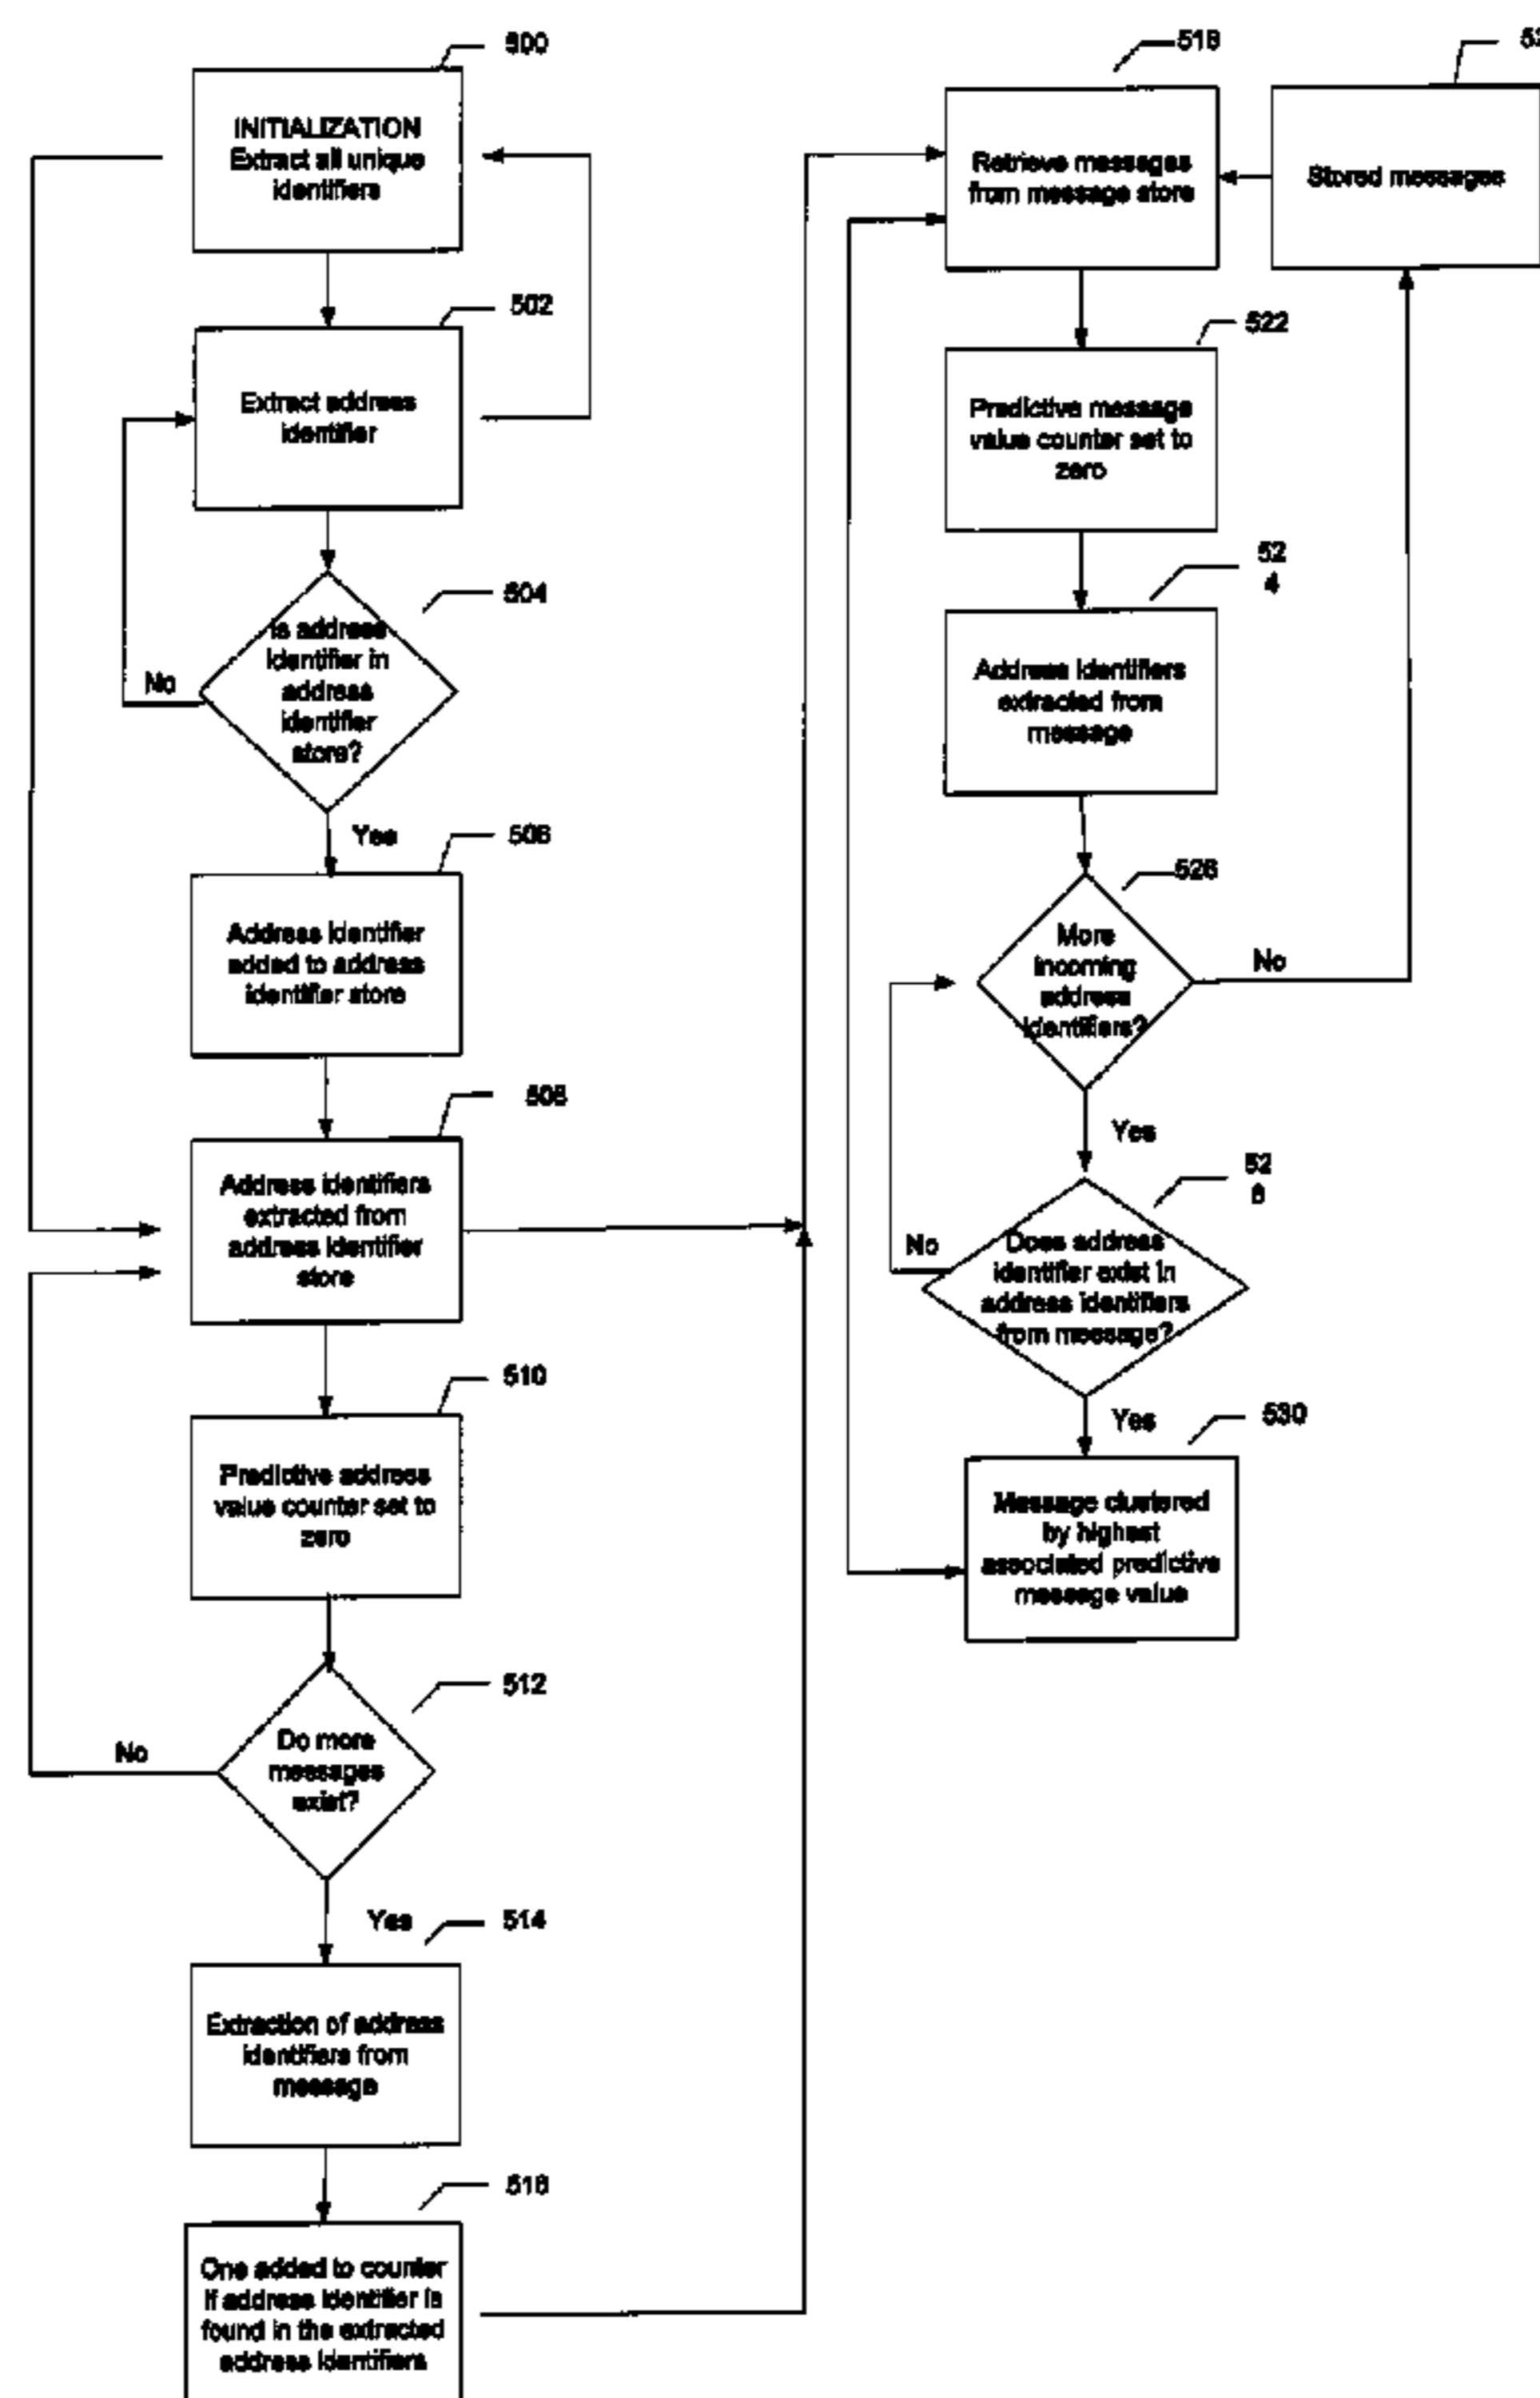 500
INITIALIZATION
Extract all unique
identifiers
502
Extract address
identifier
504
Is address
identifier in
address
identifier
store?
No
Yes
506
Address identifier
added to address
identifier store
508
Address identifiers
extracted from
address identifier
store
510
Predictive address
value counter set to
zero
512
Do more
messages
exist?
No
Yes
514
Extraction of address
identifiers from
message
516
One added to counter
if address identifier is
found in the extracted
address identifiers
518
Retrieve messages
from message store
Stored messages
522
Predictive message
value counter set to
zero
52
4
Address identifiers
extracted from
message
526
More
incoming
address
identifiers?
No
Yes
52
8
Does address
identifier exist in
address identifiers
from message?
No
Yes
530
Message clustered
by highest
associated predictive
message value